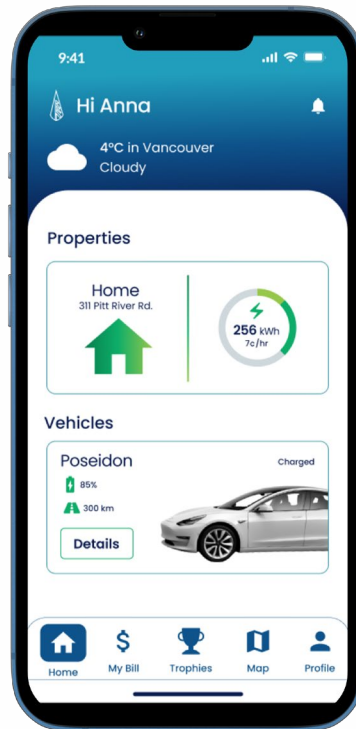 9:41
Hi Anna
4°C in Vancouver
Cloudy
Properties
Home
311 Pitt River Rd.
256 kWh
7¢/hr
Vehicles
Poseidon
Charged
85%
300 km
Details
Home
My Bill
Trophies
Map
Profile